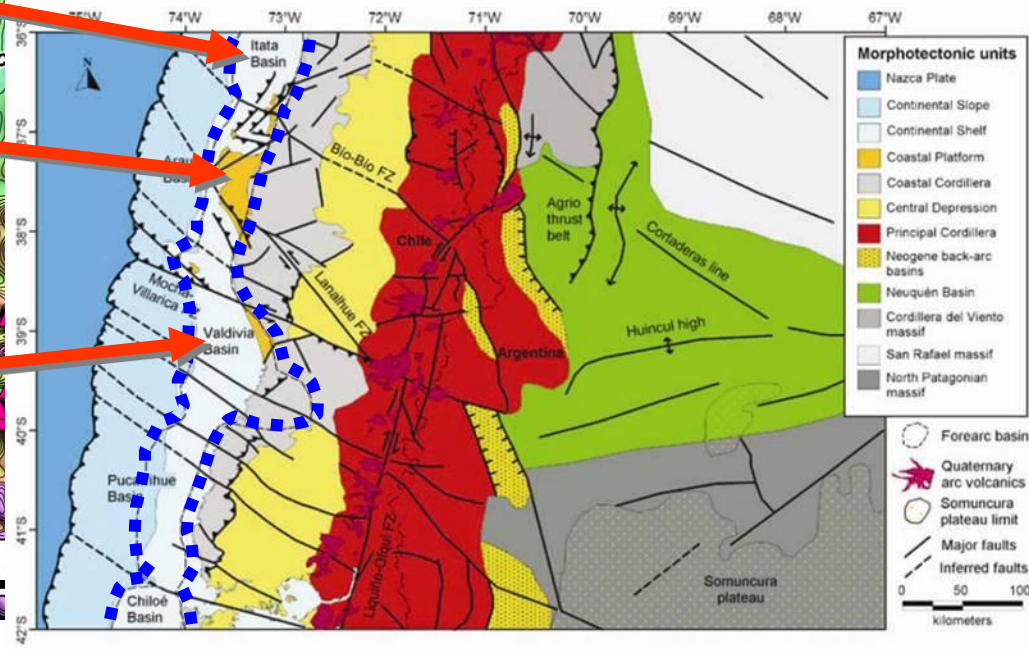 75°W 74°W 73°W 72°W 71°W 70°W 69°W 68°W 67°W
36°S
37°S
38°S
39°S
40°S
41°S
42°S
N
Itata
Basin
Bio-Bio FZ
Chile
Agrio
thrust
belt
Cortaderas line
Mocha-
Villarica
Lanalhue FZ
Valdivia
Basin
Argentina
Huincul high
Basin
Chiloé
Basin
Liquiñe-Ofqui FZ
Somuncura
plateau
Morphotectonic units
Nazca Plate
Continental Slope
Continental Shelf
Coastal Platform
Coastal Cordillera
Central Depression
Principal Cordillera
Neogene back-arc
basins
Neuquén Basin
Cordillera del Viento
massif
San Rafael massif
North Patagonian
massif
Forearc basin
Quaternary
arc volcanics
Somuncura
plateau limit
Major faults
Inferred faults
0 50 100
kilometers